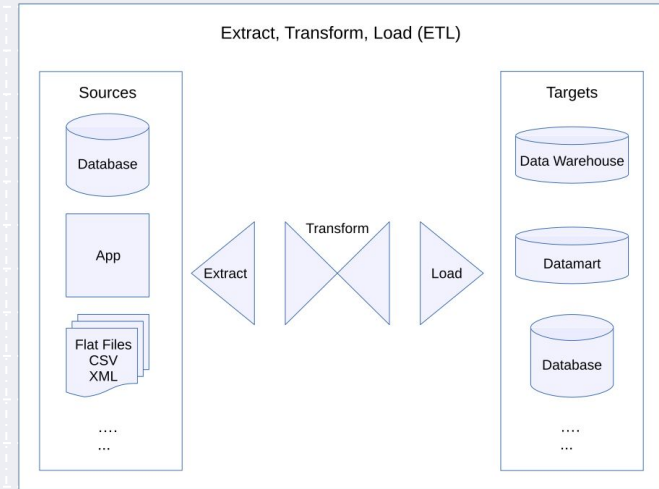 Extract, Transform, Load (ETL)
Sources
Database
App
Flat Files
CSV
XML
....
...
Extract
Transform
Load
Targets
Data Warehouse
Datamart
Database
....
...